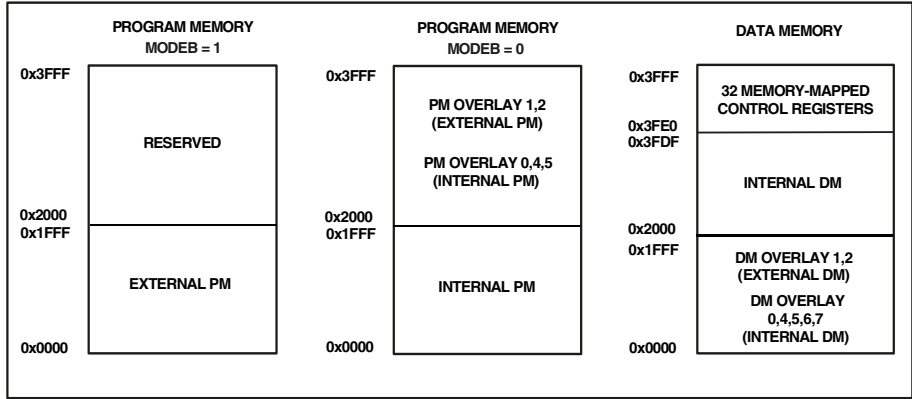 PROGRAM MEMORY
MODEB = 1
0x3FFF
RESERVED
0x2000
0x1FFF
EXTERNAL PM
0x0000
PROGRAM MEMORY
MODEB = 0
0x3FFF
PM OVERLAY 1,2
(EXTERNAL PM)
PM OVERLAY 0,4,5
(INTERNAL PM)
0x2000
0x1FFF
INTERNAL PM
0x0000
DATA MEMORY
0x3FFF
32 MEMORY-MAPPED
CONTROL REGISTERS
0x3FE0
0x3FDF
INTERNAL DM
0x2000
0x1FFF
DM OVERLAY 1,2
(EXTERNAL DM)
DM OVERLAY
0,4,5,6,7
(INTERNAL DM)
0x0000